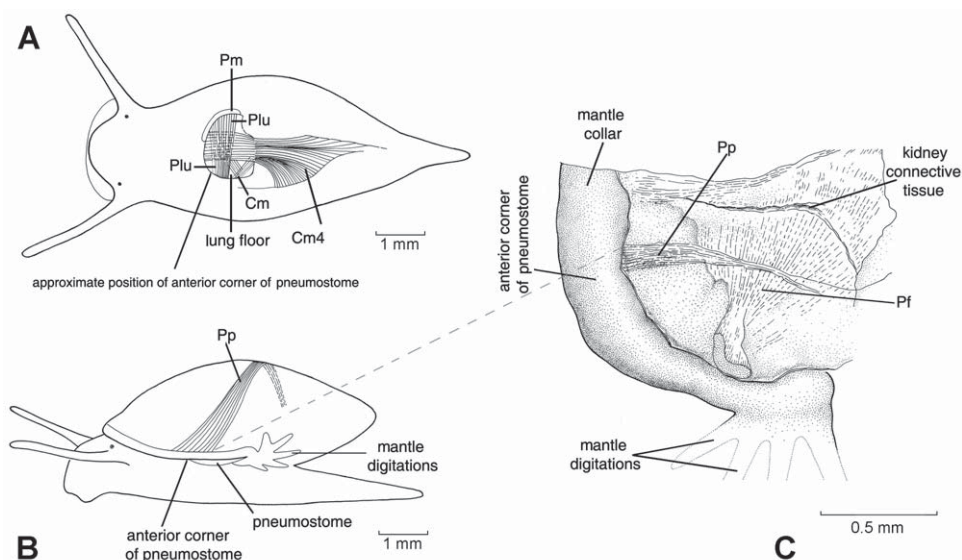 A
Pm
Plu
Plu
Cm
lung floor
Cm4
1 mm
approximate position of anterior corner of pneumostome
Pp
mantle
digitations
pneumostome
anterior corner
of pneumostome
1 mm
B
mantle
collar
Pp
kidney
connective
tissue
anterior corner
of pneumostome
Pf
mantle
digitations
0.5 mm
C